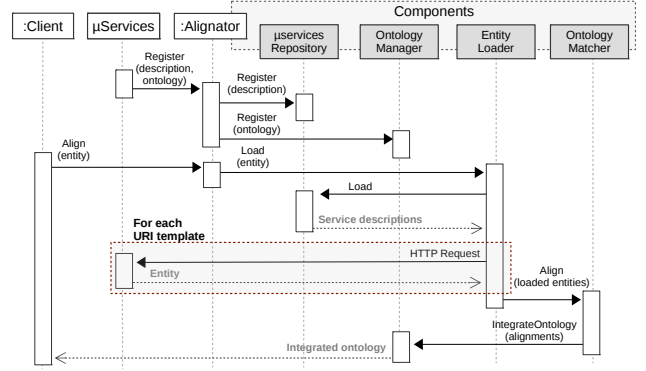 Components
:Client
µServices
:Alignator
µservices
Repository
Ontology
Manager
Entity
Loader
Ontology
Matcher
Register
(description,
ontology)
Register
(description)
Register
(ontology)
Align
(entity)
Load
(entity)
Load
Service descriptions
For each
URI template
HTTP Request
Entity
Align
(loaded entities)
IntegrateOntology
(alignments)
Integrated ontology